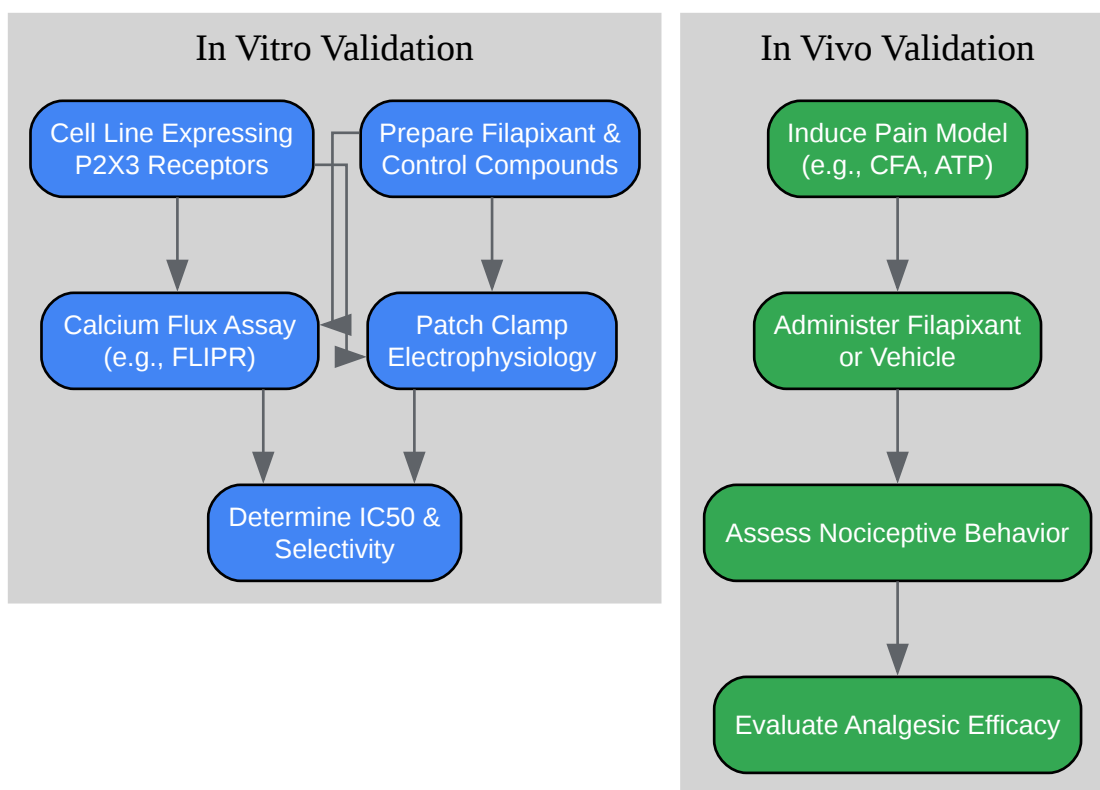 In Vitro Validation
Cell Line Expressing
P2X3 Receptors
Prepare Filapixant &
Control Compounds
Calcium Flux Assay
(e.g., FLIPR)
Patch Clamp
Electrophysiology
Determine IC50 &
Selectivity
In Vivo Validation
Induce Pain Model
(e.g., CFA, ATP)
Administer Filapixant
or Vehicle
Assess Nociceptive Behavior
Evaluate Analgesic Efficacy